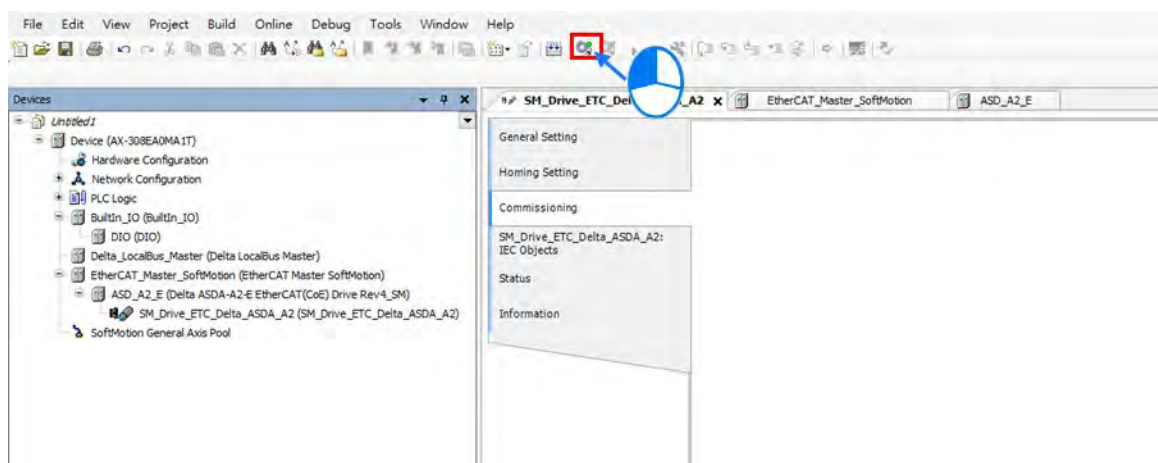 File Edit View Project Build Online Debug Tools Window Help
Devices
Untitled1
Device (AX-308EA0MA1T)
Hardware Configuration
Network Configuration
PLC Logic
BuiltIn_IO (BuiltIn_IO)
DIO (DIO)
Delta_LocalBus_Master (Delta LocalBus Master)
EtherCAT_Master_SoftMotion (EtherCAT Master SoftMotion)
ASD_A2_E (Delta ASDA-A2-E EtherCAT(CoE) Drive Rev4_SM)
SM_Drive_ETC_Delta_ASDA_A2 (SM_Drive_ETC_Delta_ASDA_A2)
SoftMotion General Axis Pool
SM_Drive_ETC_Del A2 EtherCAT_Master_SoftMotion ASD_A2_E
General Setting
Homing Setting
Commissioning
SM_Drive_ETC_Delta_ASDA_A2:
IEC Objects
Status
Information